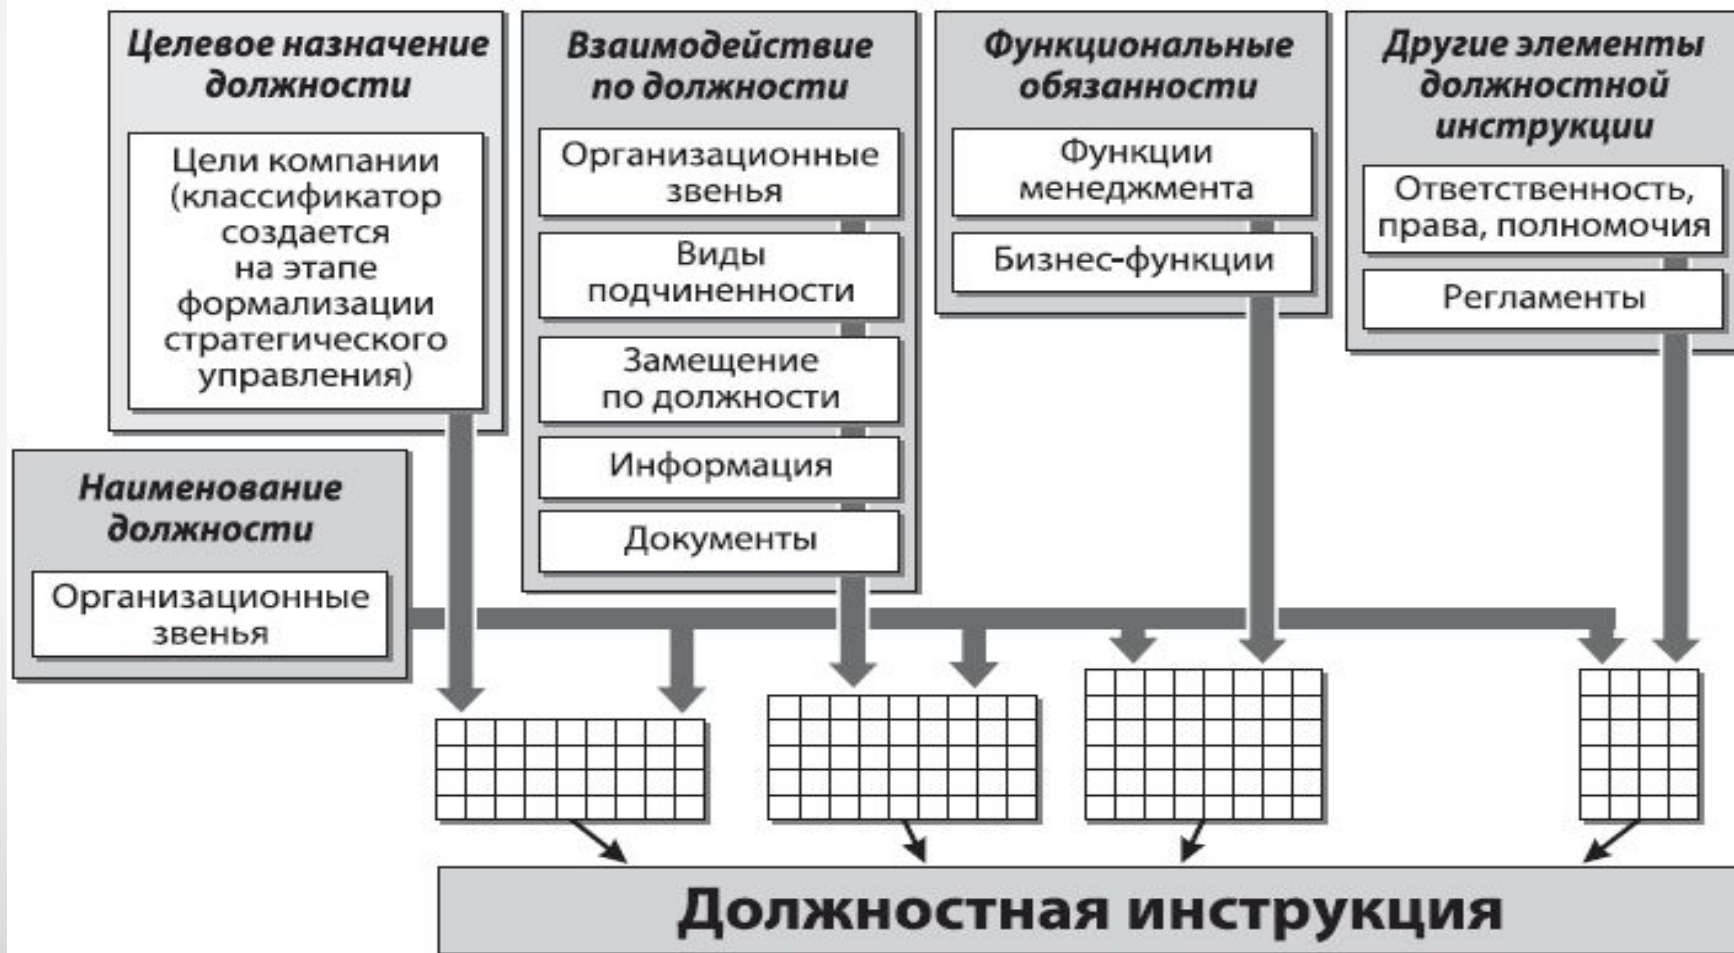 Целевое назначение
должности
Цели компании
(классификатор
создается
на этапе
формализации
стратегического
управления)
Взаимодействие
по должности
Организационные
звенья
Виды
подчиненности
Замещение
по должности
Информация
Документы
Функциональные
обязанности
Функции
менеджмента
Бизнес-функции
Другие элементы
должностной
инструкции
Ответственность,
права, полномочия
Регламенты
Наименование
должности
Организационные
звенья
Должностная инструкция